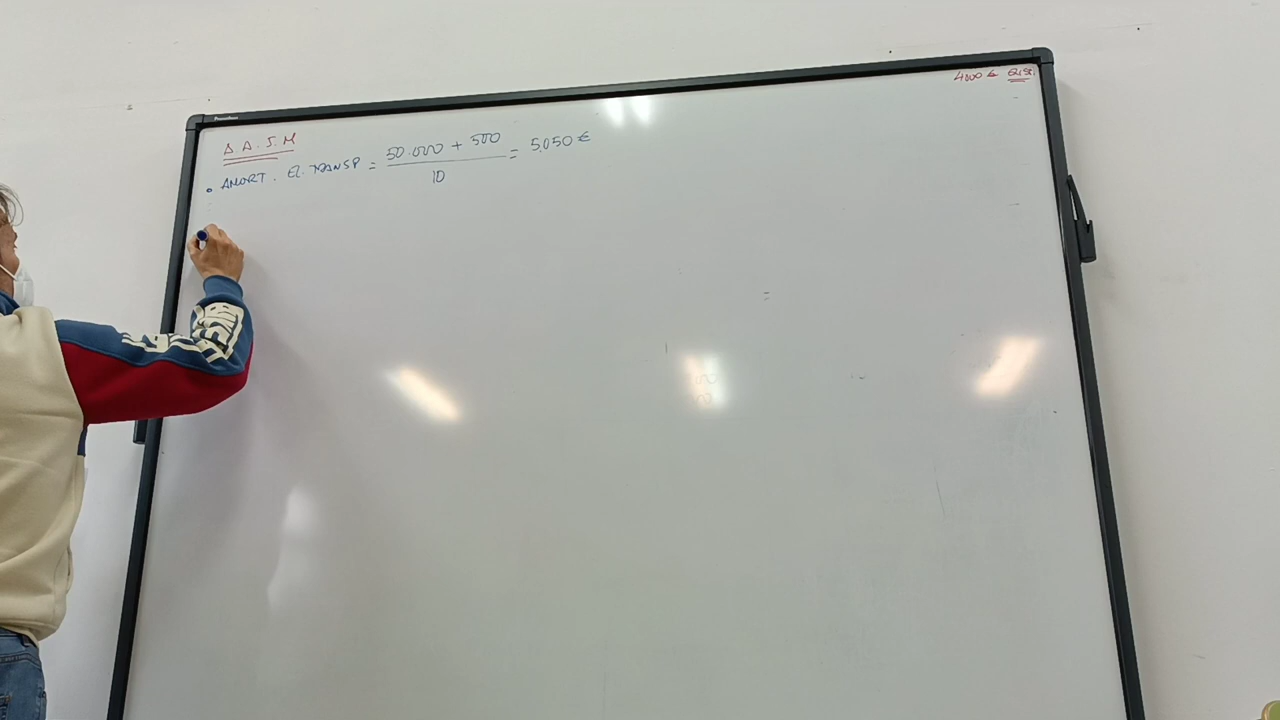 4000 €
A A. J. M
• AMORT. EL. TRANSP = 50.000 + 500 / 10 = 5.050 €
=